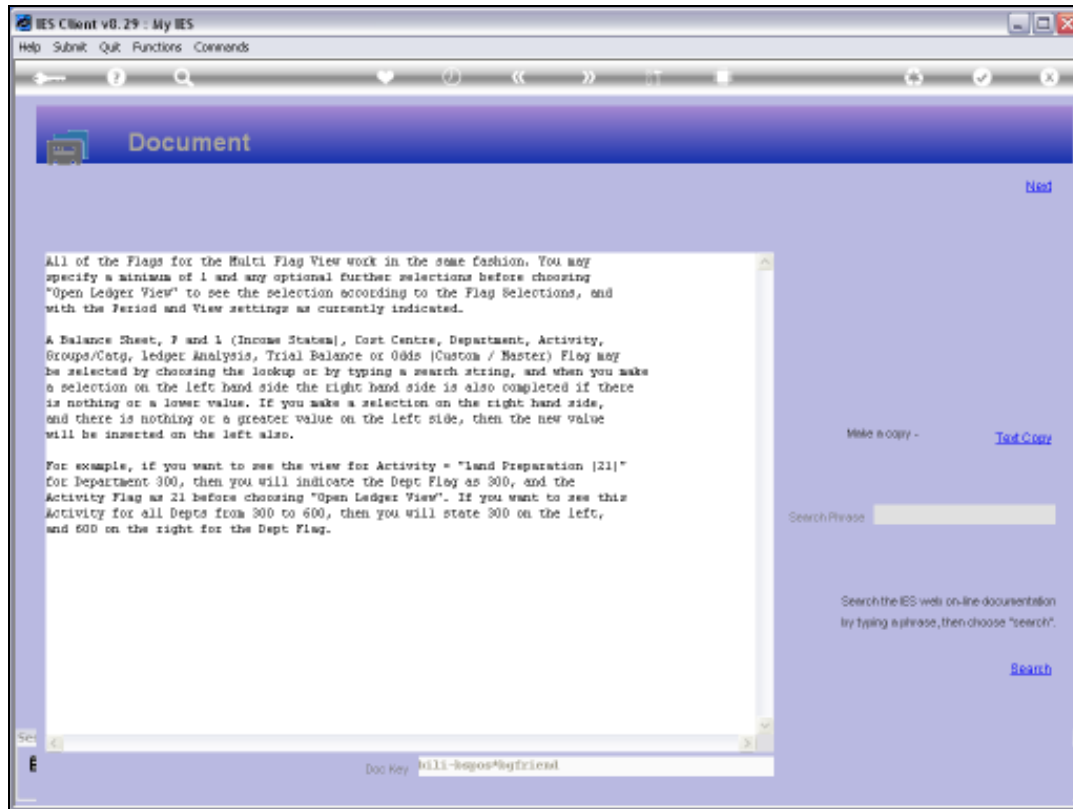 IES Client v8.29 : My IES
Help Submit Quit Functions Commands
Document
Next
All of the Flags for the Multi Flag View work in the same fashion. You may
specify a minimum of 1 and any optional further selections before choosing
"Open Ledger View" to see the selection according to the Flag Selections, and
with the Period and View settings as currently indicated.
A Balance Sheet, P and L (Income Statem), Cost Centre, Department, Activity,
Groups/Catg, Ledger Analysis, Trial Balance or Odds (Custom / Master) Flag may
be selected by choosing the lookup or by typing a search string, and when you make
a selection on the left hand side the right hand side is also completed if there
is nothing or a lower value. If you make a selection on the right hand side,
and there is nothing or a greater value on the left side, then the new value
will be inserted on the left also.
For example, if you want to see the view for Activity = "Land Preparation (21)"
for Department 300, then you will indicate the Dept Flag as 300, and the
Activity Flag as 21 before choosing "Open Ledger View". If you want to see this
Activity for all Depts from 300 to 600, then you will state 300 on the left,
and 600 on the right for the Dept Flag.
Make a copy -
Text Copy
Search Phrase
Search the IES web on-line documentation
by typing a phrase, then choose "search".
Search
Doc Key